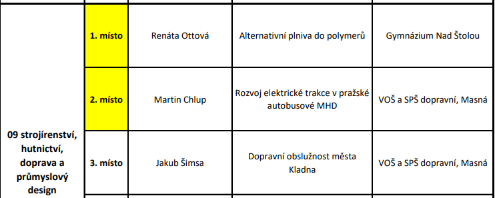 1. místo Renáta Ottová Alternativní plniva do polymerů Gymnázium Nad Štolou
2. místo Martin Chlup Rozvoj elektrické trakce v pražské autobusové MHD VOŠ a SPŠ dopravní, Masná
09 strojírenství,
hutnictví,
doprava a
průmyslový
design
3. místo Jakub Šimsa Dopravní obslužnost města Kladna VOŠ a SPŠ dopravní, Masná